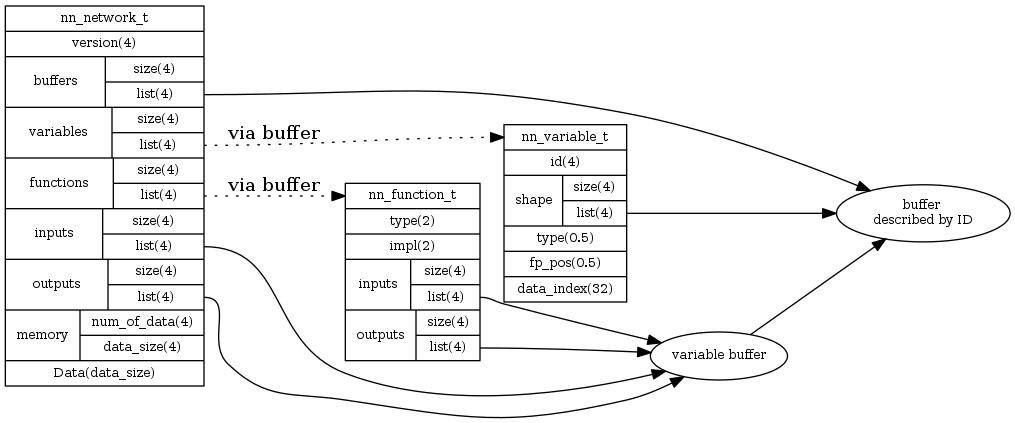 nn_network_t
version(4)
buffers
size(4)
list(4)
variables
size(4)
list(4)
functions
size(4)
list(4)
inputs
size(4)
list(4)
outputs
size(4)
list(4)
memory
num_of_data(4)
data_size(4)
Data(data_size)
via buffer
via buffer
nn_function_t
type(2)
impl(2)
inputs
size(4)
list(4)
outputs
size(4)
list(4)
nn_variable_t
id(4)
shape
size(4)
list(4)
type(0.5)
fp_pos(0.5)
data_index(32)
variable buffer
buffer
described by ID